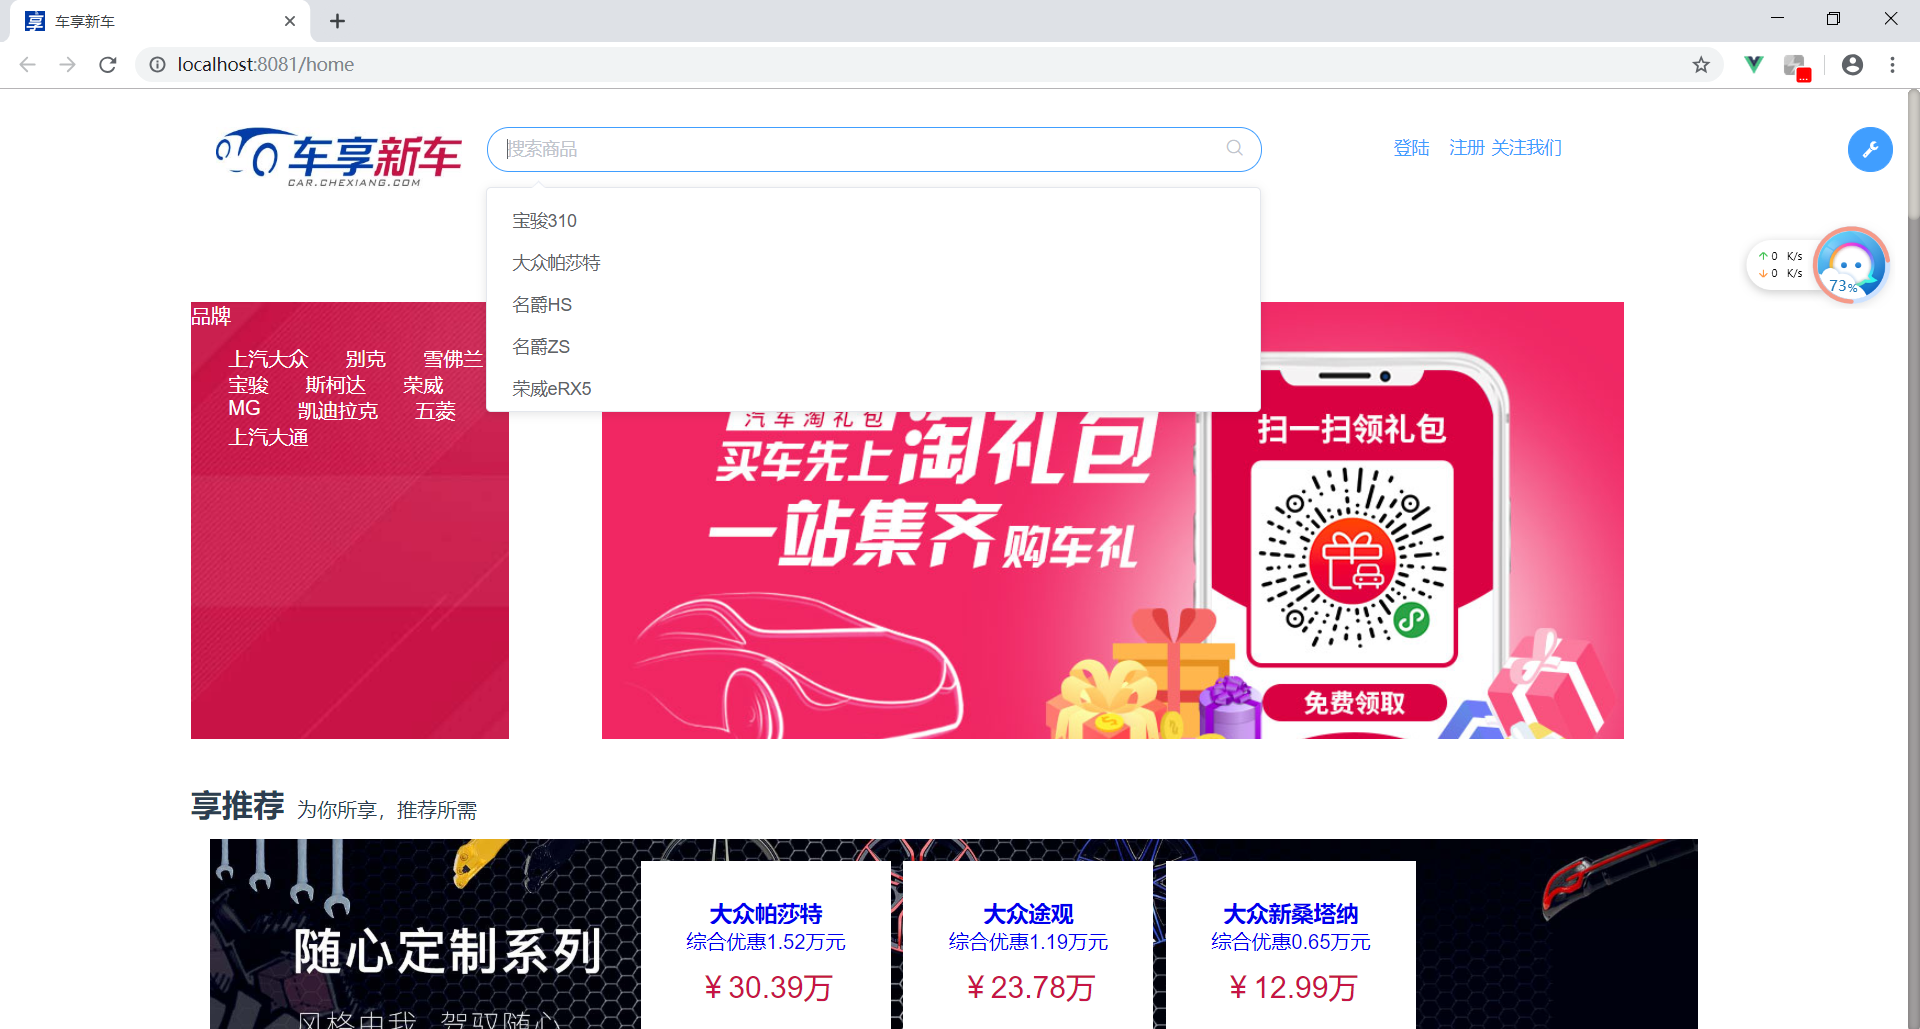 车享新车
localhost:8081/home
车享新车
CAR.CHEXIANG.COM
搜索商品
登陆 注册 关注我们
宝骏310
大众帕莎特
名爵HS
名爵ZS
荣威eRX5
↑ 0 K/s
↓ 0 K/s
73%
品牌
上汽大众 别克 雪佛兰
宝骏 斯柯达 荣威
MG 凯迪拉克 五菱
上汽大通
汽车淘礼包
买车先上淘礼包
一站集齐购车礼
扫一扫领礼包
免费领取
享推荐 为你所享，推荐所需
随心定制系列
风格由我 驾驭随心
大众帕莎特
综合优惠1.52万元
￥30.39万
大众途观
综合优惠1.19万元
￥23.78万
大众新桑塔纳
综合优惠0.65万元
￥12.99万